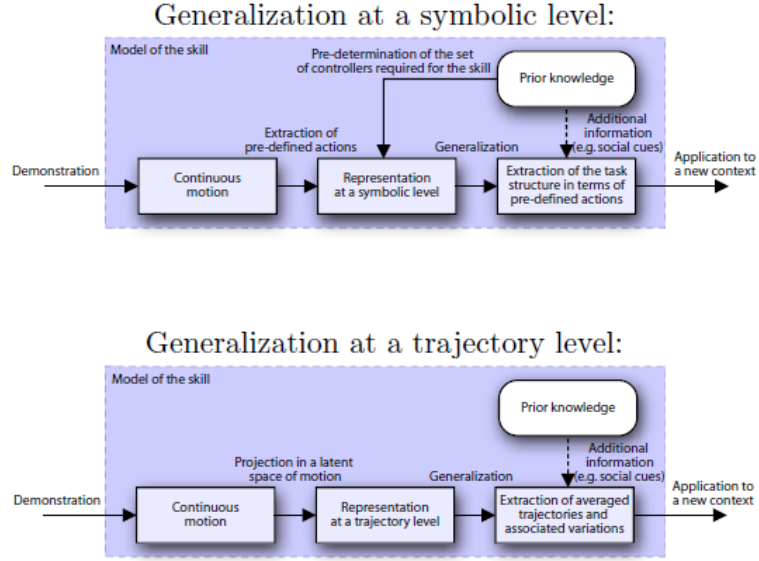 Generalization at a symbolic level:
Model of the skill
Pre-determination of the set
of controllers required for the skill
Prior knowledge
Extraction of
pre-defined actions
Generalization
Additional
information
(e.g. social cues)
Demonstration
Continuous
motion
Representation
at a symbolic level
Extraction of the task
structure in terms of
pre-defined actions
Application to
a new context
Generalization at a trajectory level:
Model of the skill
Prior knowledge
Projection in a latent
space of motion
Generalization
Additional
information
(e.g. social cues)
Demonstration
Continuous
motion
Representation
at a trajectory level
Extraction of averaged
trajectories and
associated variations
Application to
a new context